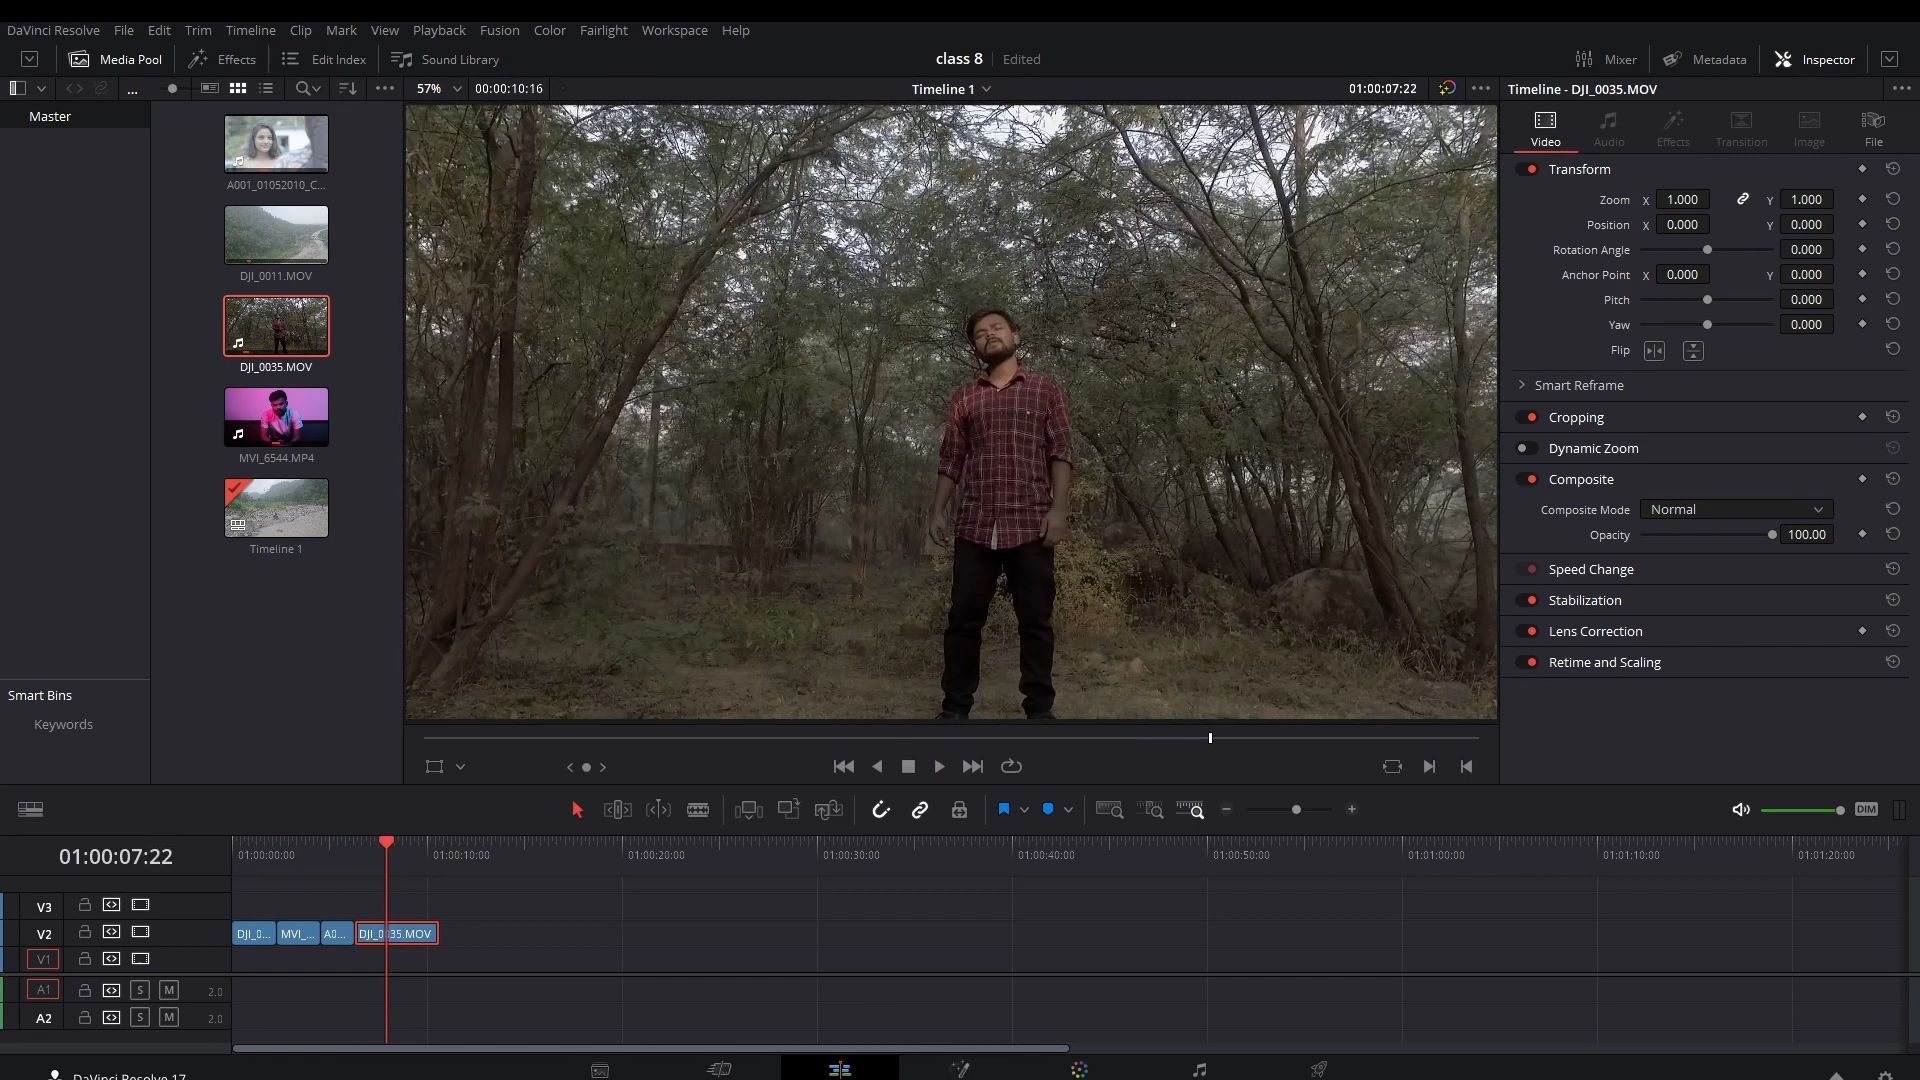 DaVinci Resolve File Edit Trim Timeline Clip Mark View Playback Fusion Color Fairlight Workspace Help
Media Pool Effects Edit Index Sound Library class 8 Edited Mixer Metadata Inspector
... 57% 00:00:10:16 Timeline 1 01:00:07:22 Timeline - DJI_0035.MOV
Master
A001_01052010_C...
DJI_0011.MOV
DJI_0035.MOV
MVI_6544.MP4
Timeline 1
Smart Bins
Keywords
Video Audio Effects Transition Image File
Transform
Zoom X 1.000 Y 1.000
Position X 0.000 Y 0.000
Rotation Angle 0.000
Anchor Point X 0.000 Y 0.000
Pitch 0.000
Yaw 0.000
Flip
Smart Reframe
Cropping
Dynamic Zoom
Composite
Composite Mode Normal
Opacity 100.00
Speed Change
Stabilization
Lens Correction
Retime and Scaling
DIM
01:00:07:22 01:00:00:00 01:00:10:00 01:00:20:00 01:00:30:00 01:00:40:00 01:00:50:00 01:01:00:00 01:01:10:00 01:01:20:00
V3
V2 DJI_0... MVI_... A0... DJI_0035.MOV
V1
A1 S M 2.0
A2 S M 2.0
DaVinci Resolve 17